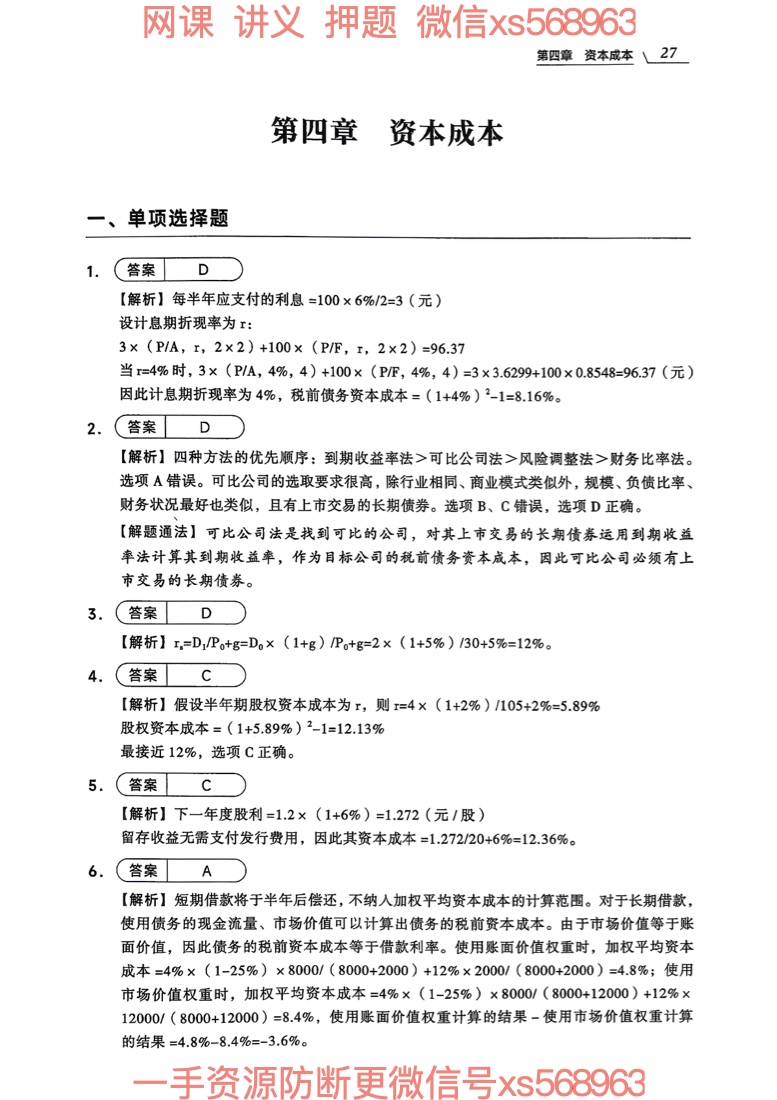 网课 讲义 押题 微信xs568963
第四章 资本成本 27
第四章 资本成本
一、单项选择题
1. 答案 D
【解析】每半年应支付的利息 =100×6%/2=3（元）
设计息期折现率为 r：
3×（P/A，r，2×2）+100×（P/F，r，2×2）=96.37
当 r=4% 时，3×（P/A，4%，4）+100×（P/F，4%，4）=3×3.6299+100×0.8548=96.37（元）
因此计息期折现率为 4%，税前债务资本成本 =（1+4%）²-1=8.16%。
2. 答案 D
【解析】四种方法的优先顺序：到期收益率法＞可比公司法＞风险调整法＞财务比率法。
选项 A 错误。可比公司的选取要求很高，除行业相同、商业模式类似外，规模、负债比率、
财务状况最好也类似，且有上市交易的长期债券。选项 B、C 错误，选项 D 正确。
【解题通法】可比公司法是找到可比的公司，对其上市交易的长期债券运用到期收益
率法计算其到期收益率，作为目标公司的税前债务资本成本，因此可比公司必须有上
市交易的长期债券。
3. 答案 D
【解析】rₛ=D₁/P₀+g=D₀×（1+g）/P₀+g=2×（1+5%）/30+5%=12%。
4. 答案 C
【解析】假设半年期股权资本成本为 r，则 r=4×（1+2%）/105+2%=5.89%
股权资本成本 =（1+5.89%）²-1=12.13%
最接近 12%，选项 C 正确。
5. 答案 C
【解析】下一年度股利 =1.2×（1+6%）=1.272（元 / 股）
留存收益无需支付发行费用，因此其资本成本 =1.272/20+6%=12.36%。
6. 答案 A
【解析】短期借款将于半年后偿还，不纳入加权平均资本成本的计算范围。对于长期借款，
使用债务的现金流量、市场价值可以计算出债务的税前资本成本。由于市场价值等于账
面价值，因此债务的税前资本成本等于借款利率。使用账面价值权重时，加权平均资本
成本 =4%×（1-25%）×8000/（8000+2000）+12%×2000/（8000+2000）=4.8%；使用
市场价值权重时，加权平均资本成本 =4%×（1-25%）×8000/（8000+12000）+12%×
12000/（8000+12000）=8.4%，使用账面价值权重计算的结果 - 使用市场价值权重计算
的结果 =4.8%-8.4%=-3.6%。
一手资源防断更微信号xs568963